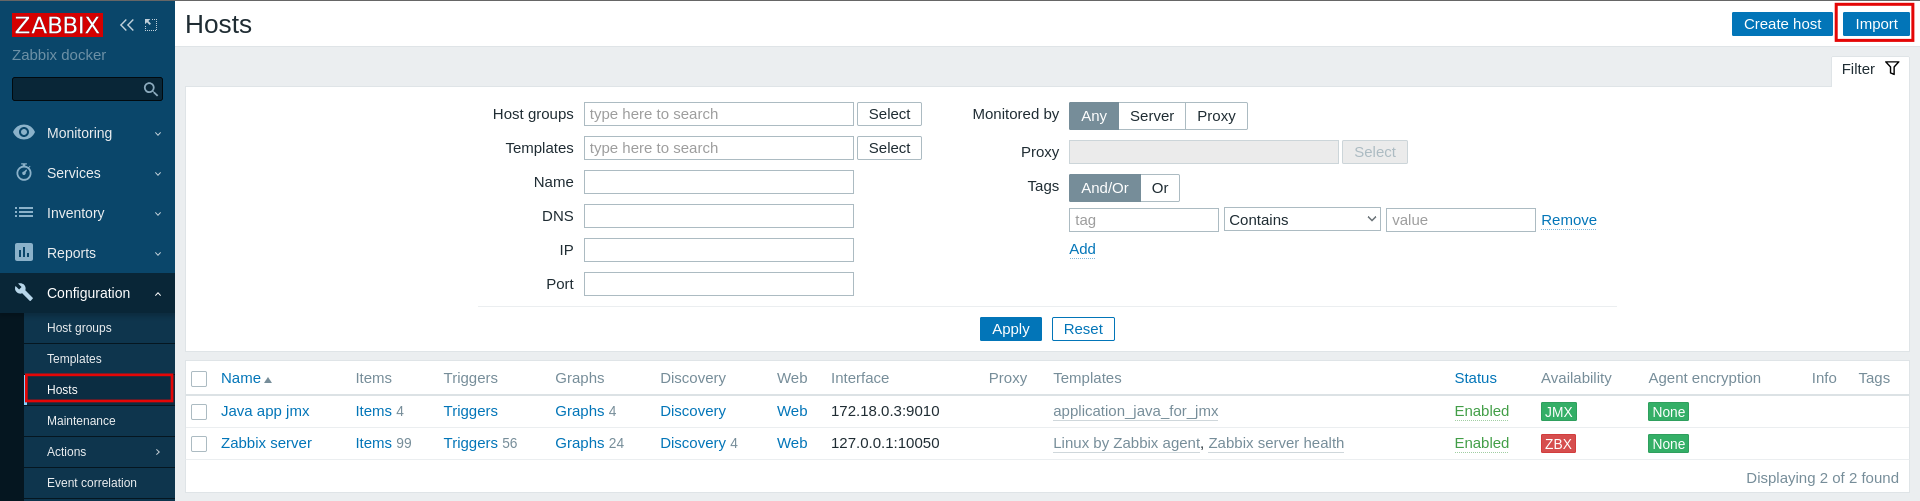 ZABBIX
Zabbix docker
Monitoring
Services
Inventory
Reports
Configuration
Host groups
Templates
Hosts
Maintenance
Actions
Event correlation
Hosts
Create host Import
Filter
Host groups type here to search Select
Templates type here to search Select
Name
DNS
IP
Port
Monitored by Any Server Proxy
Proxy Select
Tags And/Or Or
tag Contains value Remove
Add
Apply Reset
Name Items Triggers Graphs Discovery Web Interface Proxy Templates Status Availability Agent encryption Info Tags
Java app jmx Items 4 Triggers Graphs 4 Discovery Web 172.18.0.3:9010 application_java_for_jmx Enabled JMX None
Zabbix server Items 99 Triggers 56 Graphs 24 Discovery 4 Web 127.0.0.1:10050 Linux by Zabbix agent, Zabbix server health Enabled ZBX None
Displaying 2 of 2 found